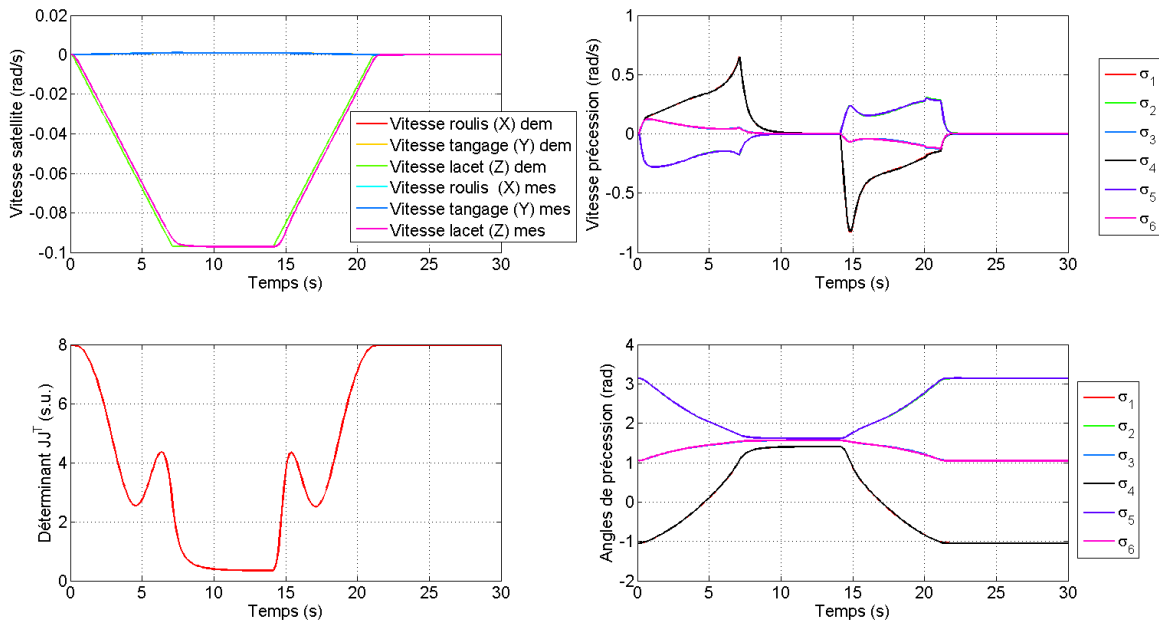 0.02
0
-0.02
-0.04
-0.06
-0.08
-0.1
0 5 10 15 20 25 30
Temps (s)
Vitesse satellite (rad/s)
Vitesse roulis (X) dem
Vitesse tangage (Y) dem
Vitesse lacet (Z) dem
Vitesse roulis (X) mes
Vitesse tangage (Y) mes
Vitesse lacet (Z) mes
1
0.5
0
-0.5
-1
0 5 10 15 20 25 30
Temps (s)
Vitesse précession (rad/s)
σ1
σ2
σ3
σ4
σ5
σ6
8
6
4
2
0
0 5 10 15 20 25 30
Temps (s)
Déterminant JJ^T (s.u.)
4
3
2
1
0
-1
-2
0 5 10 15 20 25 30
Temps (s)
Angles de précession (rad)
σ1
σ2
σ3
σ4
σ5
σ6